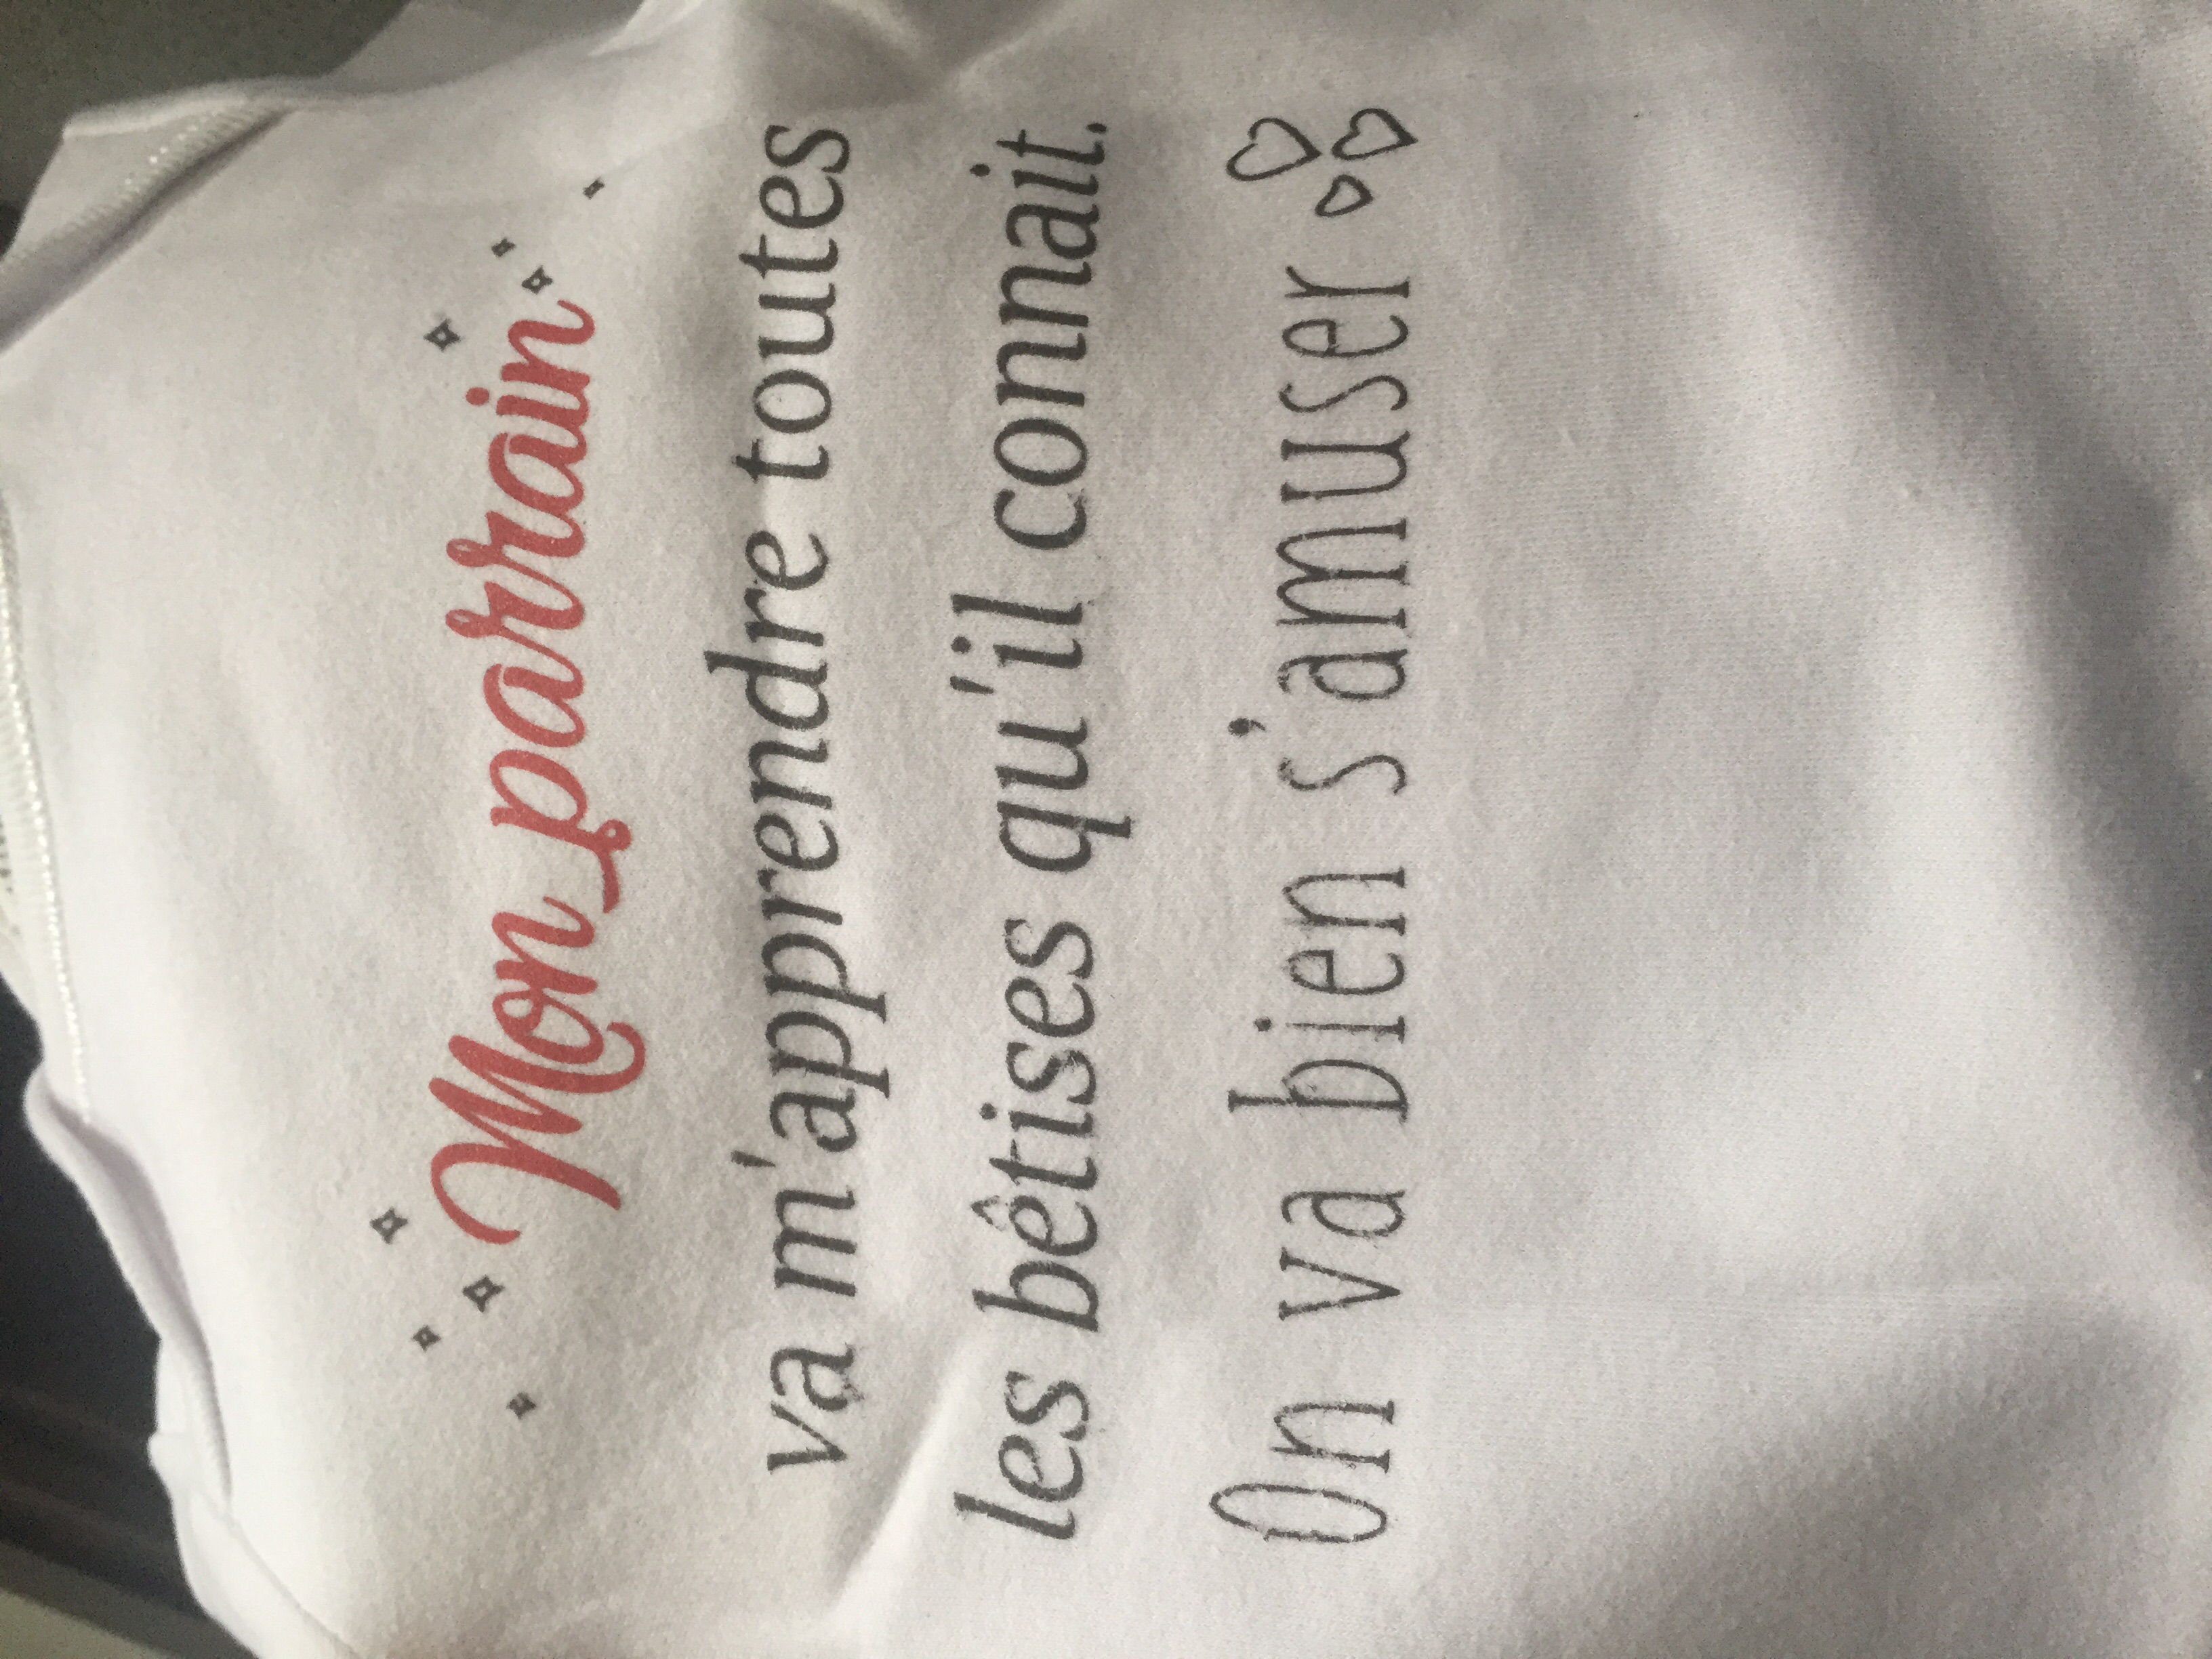 Mon parrain
va m'apprendre toutes
les bêtises qu'il connait.
On va bien s'amuser